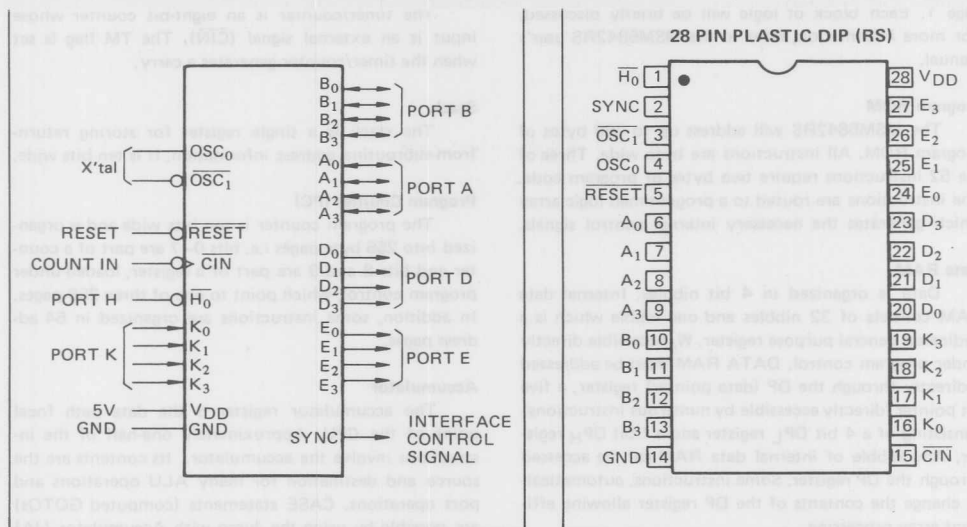 B0
B1
B2
B3
PORT B
A0
A1
A2
A3
PORT A
D0
D1
D2
D3
PORT D
E0
E1
E2
E3
PORT E
SYNC
INTERFACE
CONTROL
SIGNAL
X'tal
OSC0
OSC1
RESET
RESET
COUNT IN
CIN
PORT H
H0
PORT K
K0
K1
K2
K3
5V
VDD
GND
GND
28 PIN PLASTIC DIP (RS)
H0 1
SYNC 2
OSC1 3
OSC0 4
RESET 5
A0 6
A1 7
A2 8
A3 9
B0 10
B1 11
B2 12
B3 13
GND 14
28 VDD
27 E3
26 E2
25 E1
24 E0
23 D3
22 D2
21 D1
20 D0
19 K3
18 K2
17 K1
16 K0
15 CIN